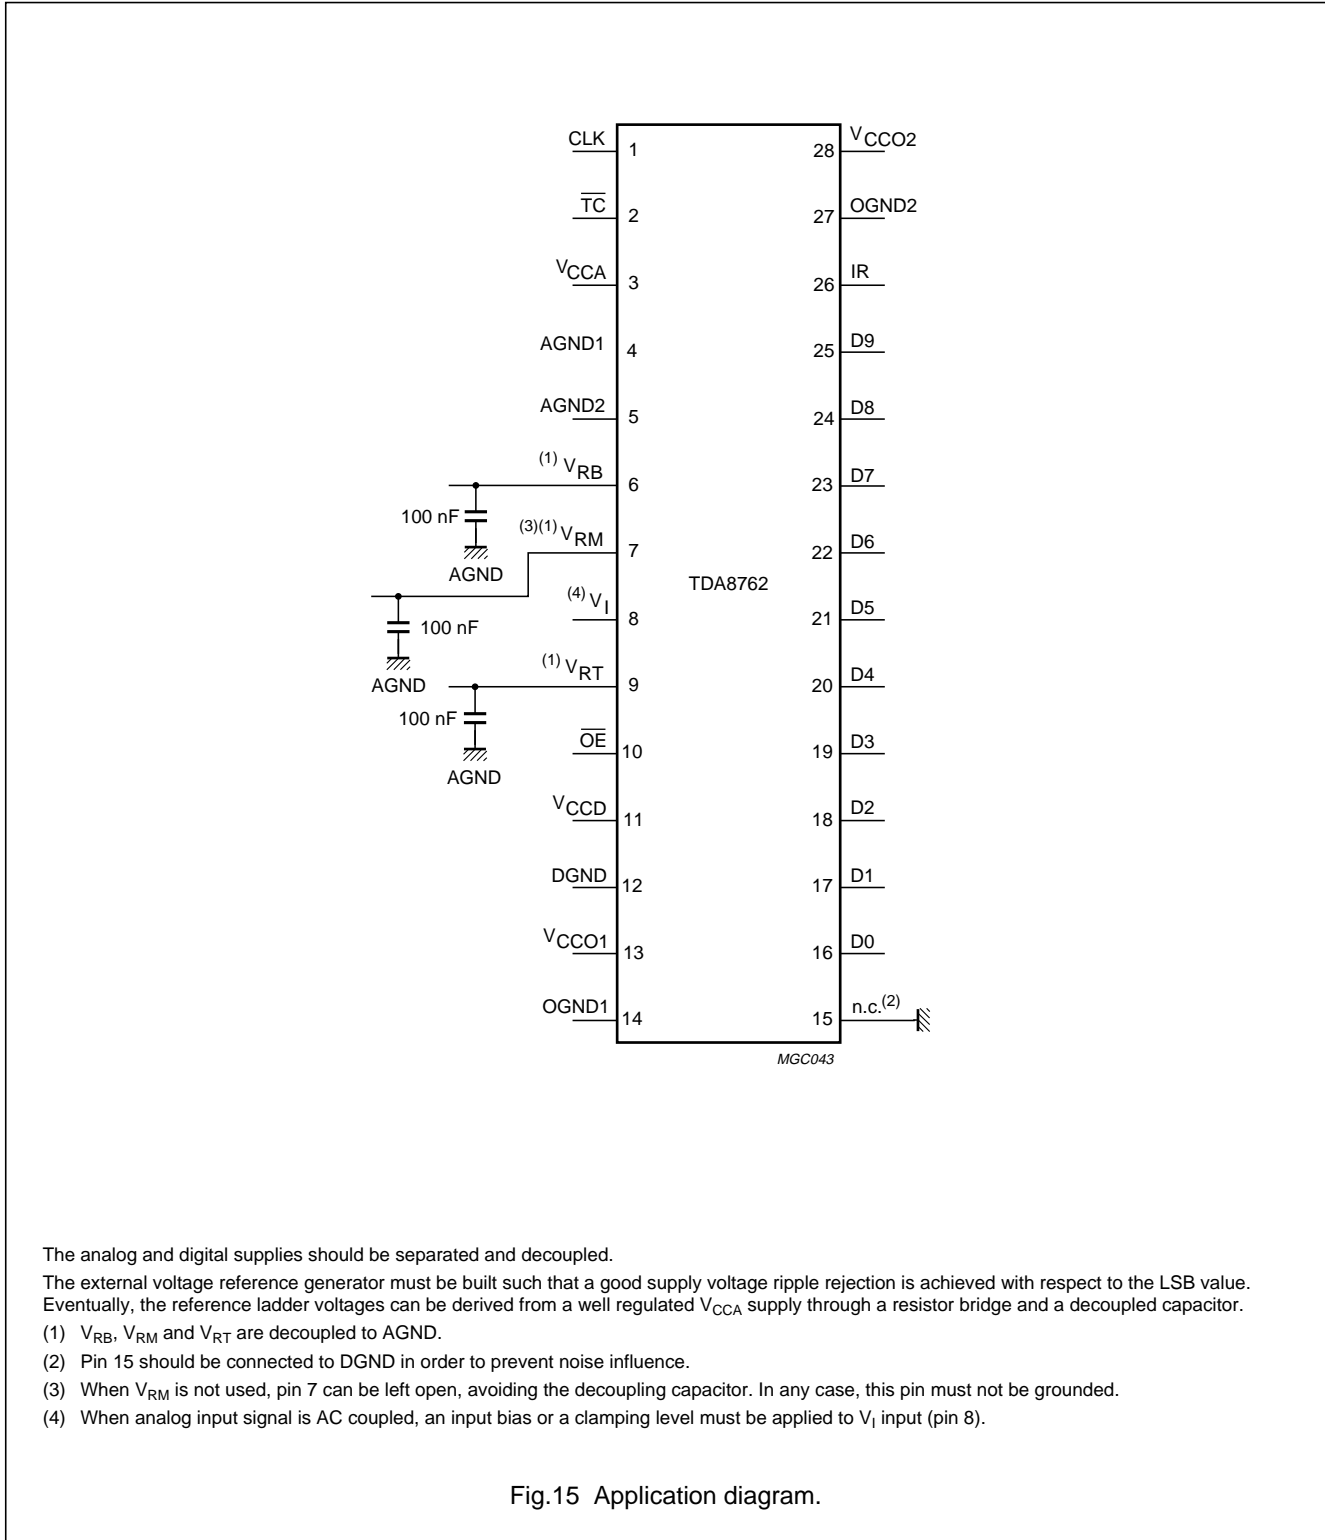 CLK 1 28 VCCO2
TC 2 27 OGND2
VCCA 3 26 IR
AGND1 4 25 D9
AGND2 5 24 D8
(1) VRB 6 23 D7
100 nF
(3)(1) VRM 7 22 D6
AGND
TDA8762
(4) VI 8 21 D5
100 nF
(1) VRT 9 20 D4
AGND
100 nF
OE 10 19 D3
AGND
VCCD 11 18 D2
DGND 12 17 D1
VCCO1 13 16 D0
OGND1 14 15 n.c.(2)
MGC043
The analog and digital supplies should be separated and decoupled.
The external voltage reference generator must be built such that a good supply voltage ripple rejection is achieved with respect to the LSB value.
Eventually, the reference ladder voltages can be derived from a well regulated VCCA supply through a resistor bridge and a decoupled capacitor.
(1) VRB, VRM and VRT are decoupled to AGND.
(2) Pin 15 should be connected to DGND in order to prevent noise influence.
(3) When VRM is not used, pin 7 can be left open, avoiding the decoupling capacitor. In any case, this pin must not be grounded.
(4) When analog input signal is AC coupled, an input bias or a clamping level must be applied to VI input (pin 8).
Fig.15 Application diagram.